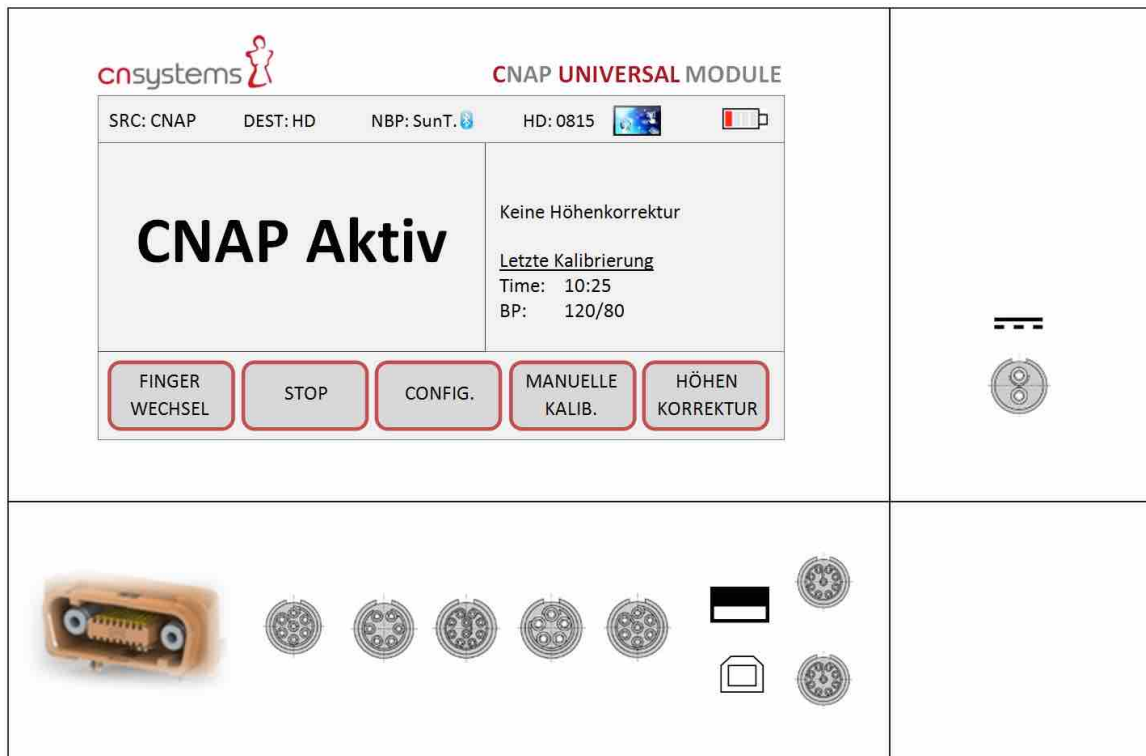 cnsystems
CNAP UNIVERSAL MODULE
SRC: CNAP DEST: HD NBP: SunT. HD: 0815
CNAP Aktiv
Keine Höhenkorrektur
Letzte Kalibrierung
Time: 10:25
BP: 120/80
FINGER
WECHSEL
STOP
CONFIG.
MANUELLE
KALIB.
HÖHEN
KORREKTUR